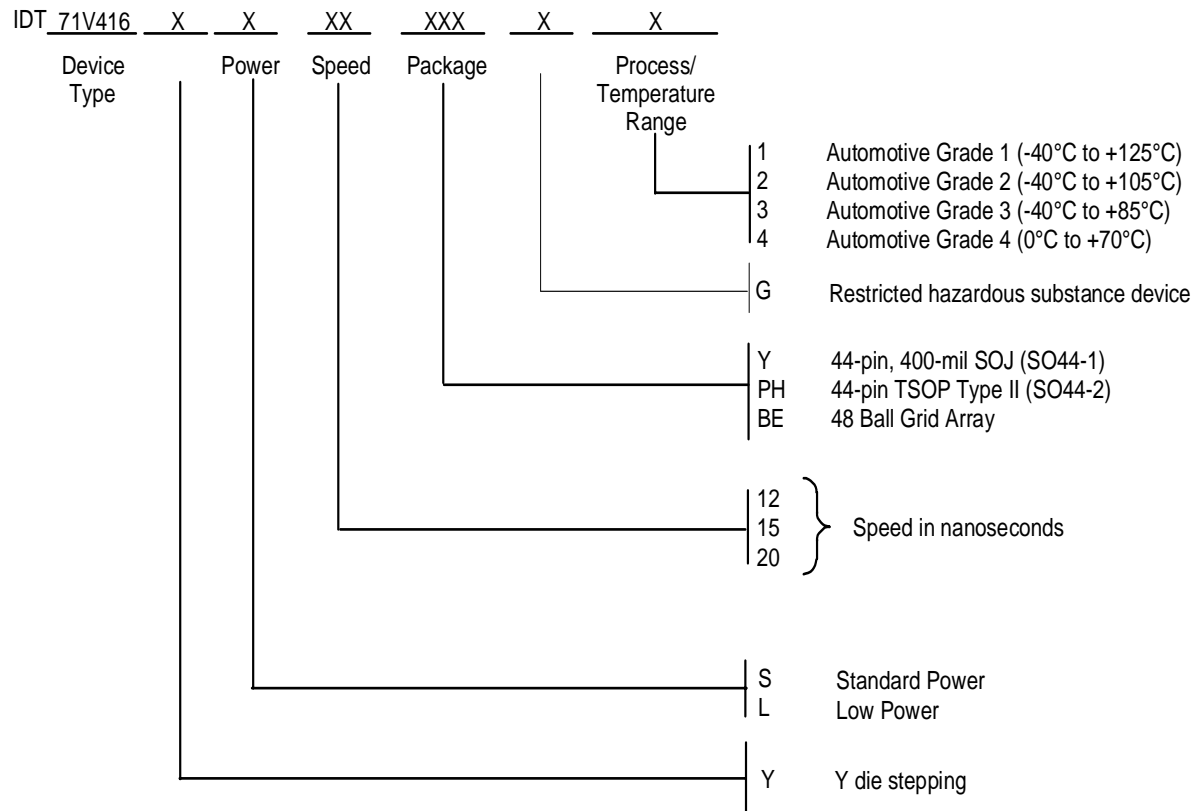 IDT 71V416 X X XX XXX X X
Device Type Power Speed Package Process/ Temperature Range
1 Automotive Grade 1 (-40°C to +125°C)
2 Automotive Grade 2 (-40°C to +105°C)
3 Automotive Grade 3 (-40°C to +85°C)
4 Automotive Grade 4 (0°C to +70°C)
G Restricted hazardous substance device
Y 44-pin, 400-mil SOJ (SO44-1)
PH 44-pin TSOP Type II (SO44-2)
BE 48 Ball Grid Array
12
15 Speed in nanoseconds
20
S Standard Power
L Low Power
Y Y die stepping